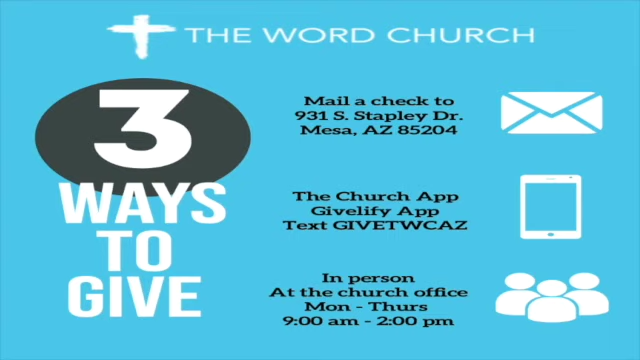 THE WORD CHURCH
3
WAYS
TO
GIVE
Mail a check to
931 S. Stapley Dr.
Mesa, AZ 85204
The Church App
Givelify App
Text GIVETWCAZ
In person
At the church office
Mon - Thurs
9:00 am - 2:00 pm